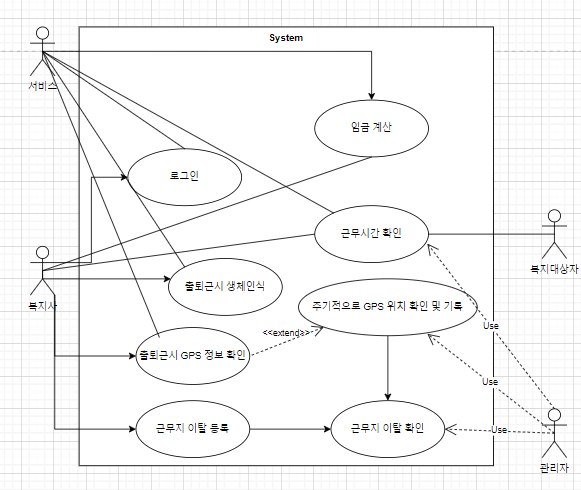 System
서비스
임금 계산
로그인
근무시간 확인
복지대상자
출퇴근시 생체인식
복지사
주기적으로 GPS 위치 확인 및 기록
Use
<<extend>>
출퇴근시 GPS 정보 확인
Use
근무지 이탈 등록
근무지 이탈 확인
Use
관리자